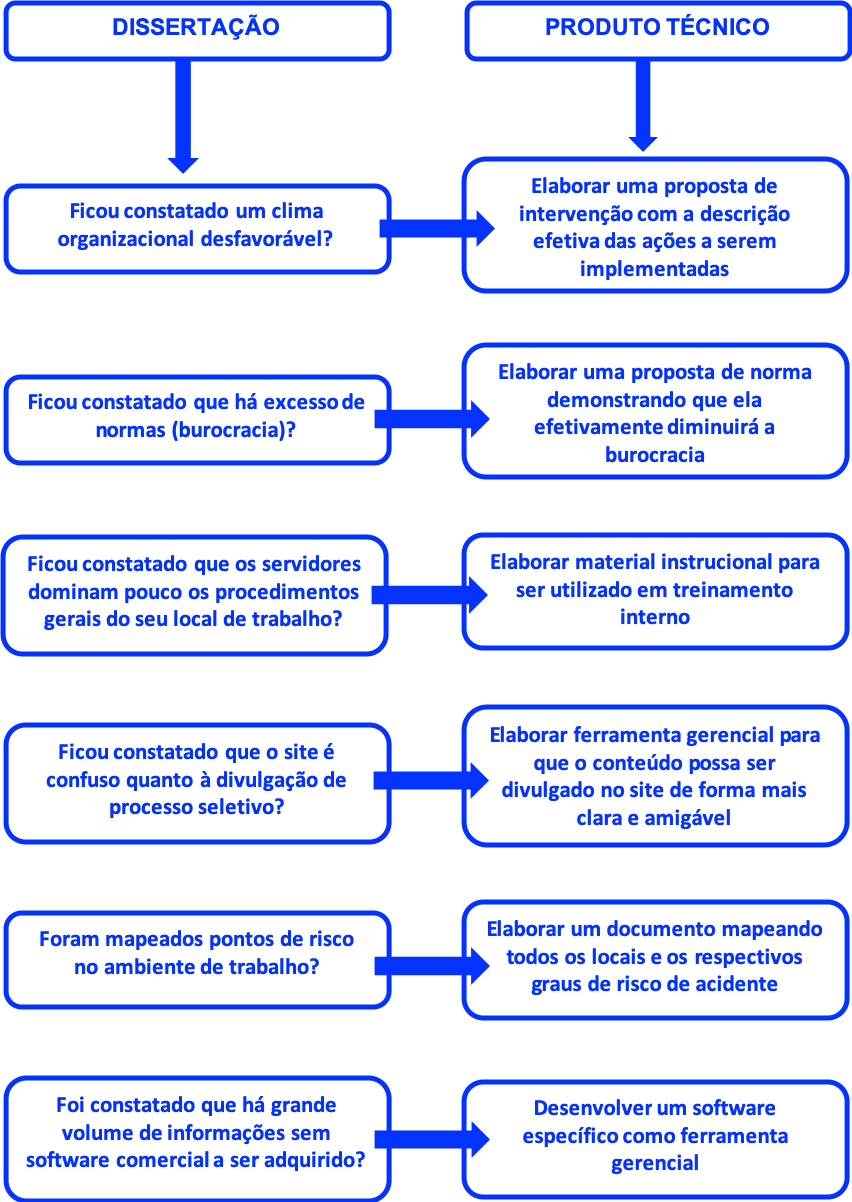 DISSERTAÇÃO
PRODUTO TÉCNICO
Ficou constatado um clima
organizacional desfavorável?
Elaborar uma proposta de
intervenção com a descrição
efetiva das ações a serem
implementadas
Ficou constatado que há excesso de
normas (burocracia)?
Elaborar uma proposta de norma
demonstrando que ela
efetivamente diminuirá a
burocracia
Ficou constatado que os servidores
dominam pouco os procedimentos
gerais do seu local de trabalho?
Elaborar material instrucional para
ser utilizado em treinamento
interno
Ficou constatado que o site é
confuso quanto à divulgação de
processo seletivo?
Elaborar ferramenta gerencial para
que o conteúdo possa ser
divulgado no site de forma mais
clara e amigável
Foram mapeados pontos de risco
no ambiente de trabalho?
Elaborar um documento mapeando
todos os locais e os respectivos
graus de risco de acidente
Foi constatado que há grande
volume de informações sem
software comercial a ser adquirido?
Desenvolver um software
específico como ferramenta
gerencial